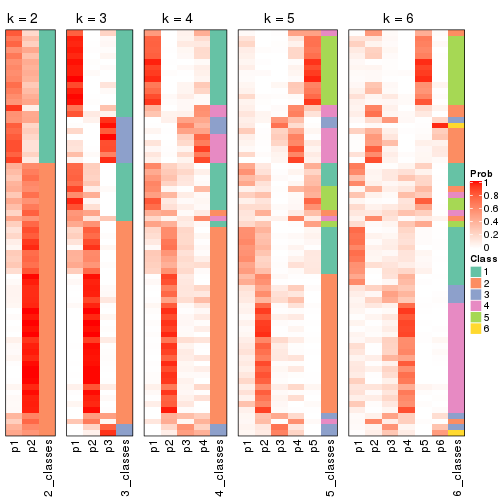 k = 2
k = 3
k = 4
k = 5
k = 6
Prob
1
0.8
0.6
0.4
0.2
0
Class
1
2
3
4
5
6
p1
p2
2_classes
p1
p2
p3
3_classes
p1
p2
p3
p4
4_classes
p1
p2
p3
p4
p5
5_classes
p1
p2
p3
p4
p5
p6
6_classes